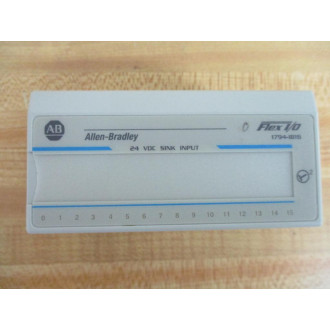 AB
Allen-Bradley
Flex I/O
1794-IB16
24 VDC SINK INPUT
0 1 2 3 4 5 6 7 8 9 10 11 12 13 14 15